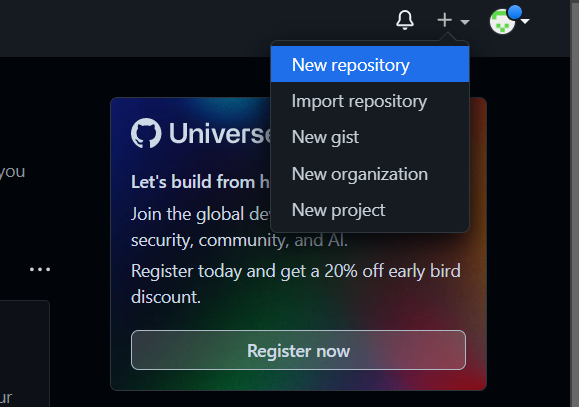 New repository
Import repository
New gist
New organization
New project
you
Let's build from h
Join the global de
security, community, and AI.
Register today and get a 20% off early bird
discount.
Register now
ur